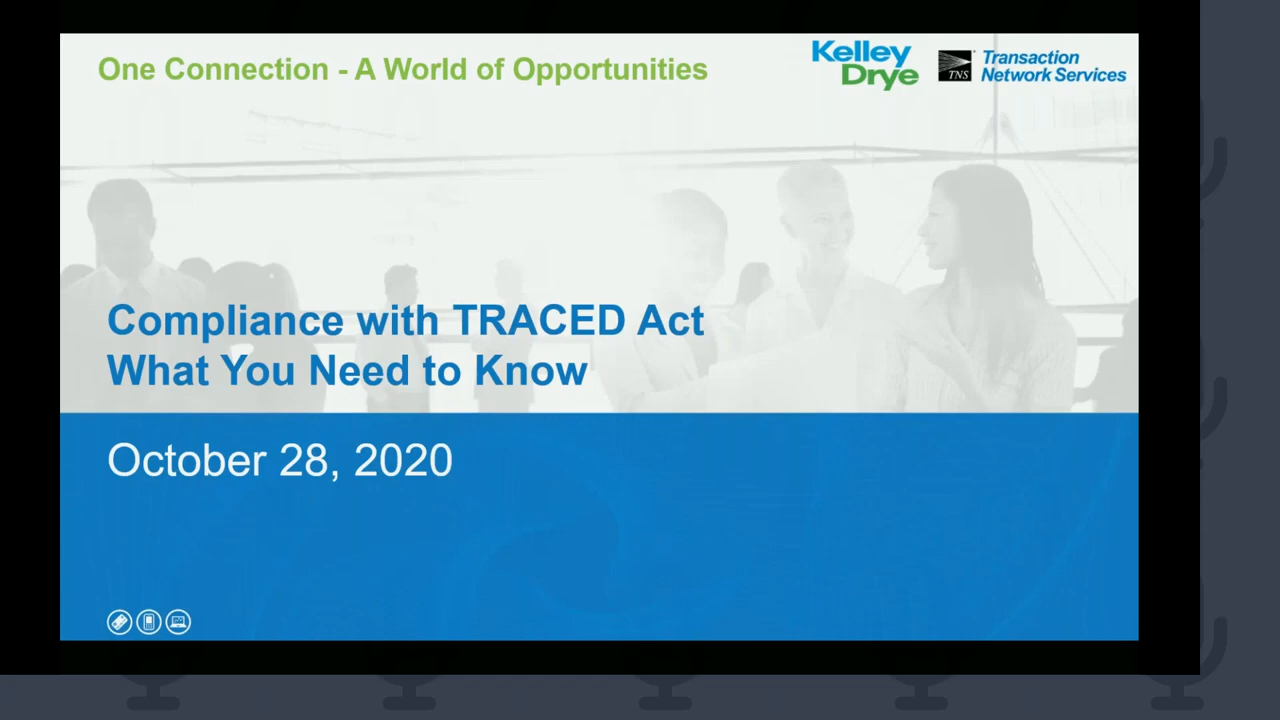 One Connection - A World of Opportunities
Kelley
Drye
TNS
Transaction
Network Services
Compliance with TRACED Act
What You Need to Know
October 28, 2020